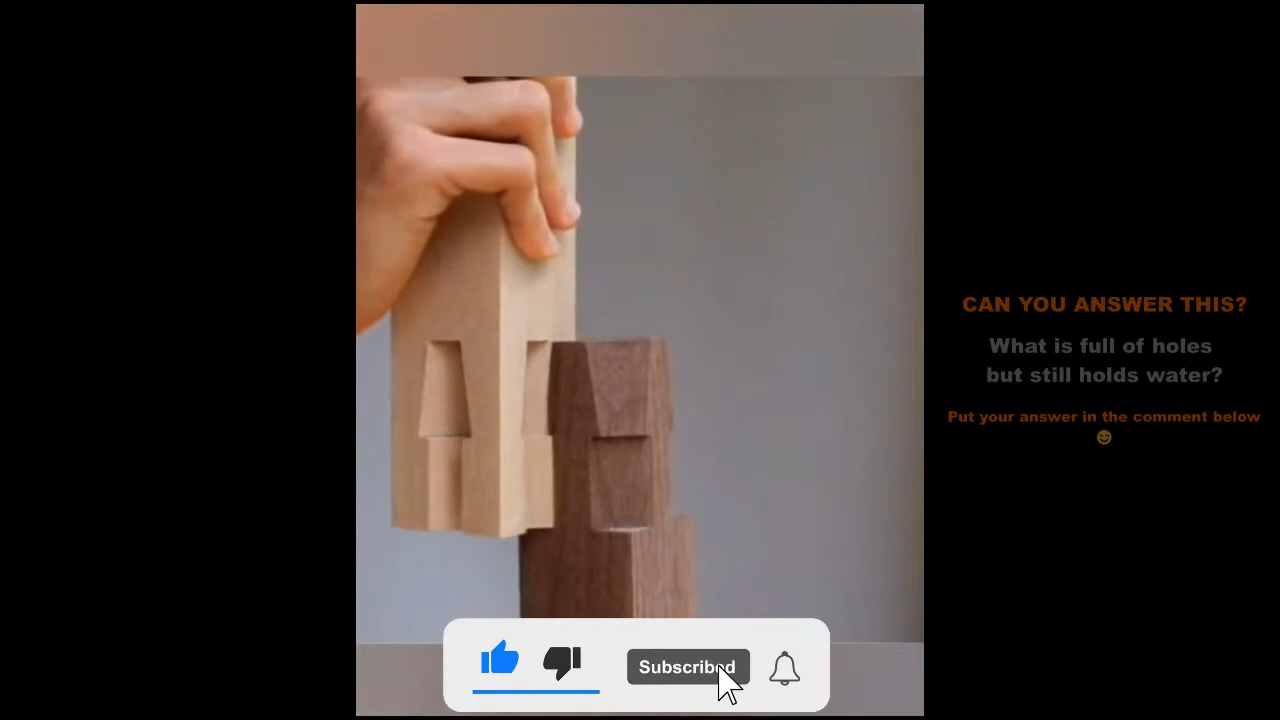 CAN YOU ANSWER THIS?
What is full of holes
but still holds water?
Put your answer in the comment below
😊
Subscribed